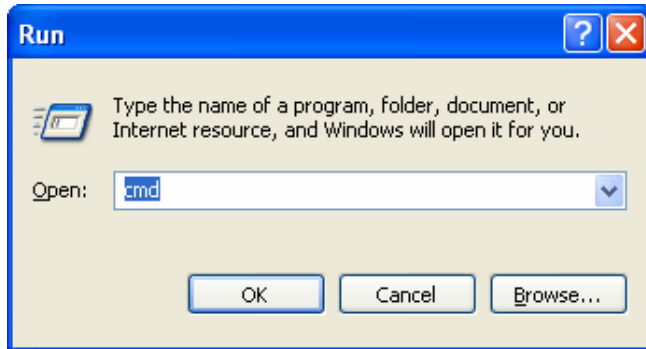 Run
Type the name of a program, folder, document, or
Internet resource, and Windows will open it for you.
Open: cmd
OK Cancel Browse...